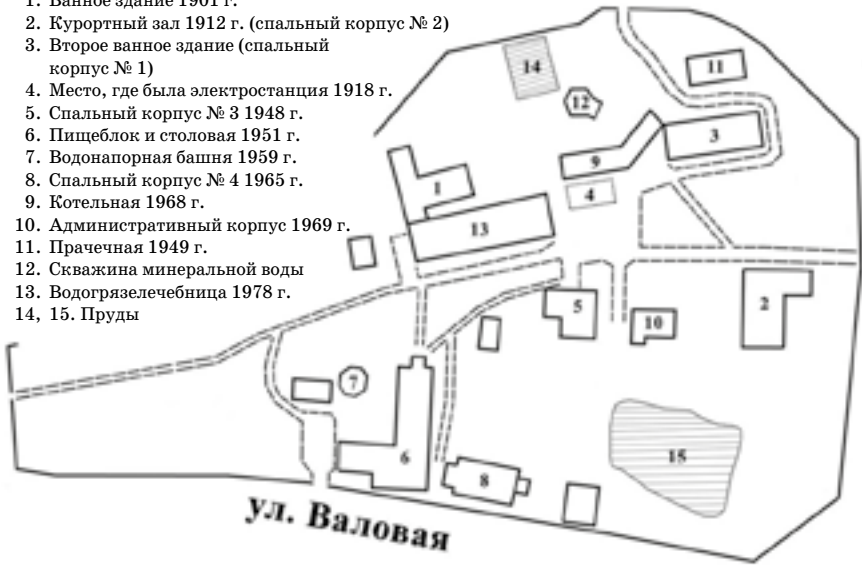 1. Ванное здание 1901 г.
2. Курортный зал 1912 г. (спальный корпус № 2)
3. Второе ванное здание (спальный
корпус № 1)
4. Место, где была электростанция 1918 г.
5. Спальный корпус № 3 1948 г.
6. Пищеблок и столовая 1951 г.
7. Водонапорная башня 1959 г.
8. Спальный корпус № 4 1965 г.
9. Котельная 1968 г.
10. Административный корпус 1969 г.
11. Прачечная 1949 г.
12. Скважина минеральной воды
13. Водогрязелечебница 1978 г.
14, 15. Пруды
14
11
12
3
9
1
4
13
5
10
2
7
6
8
15
ул. Валовая